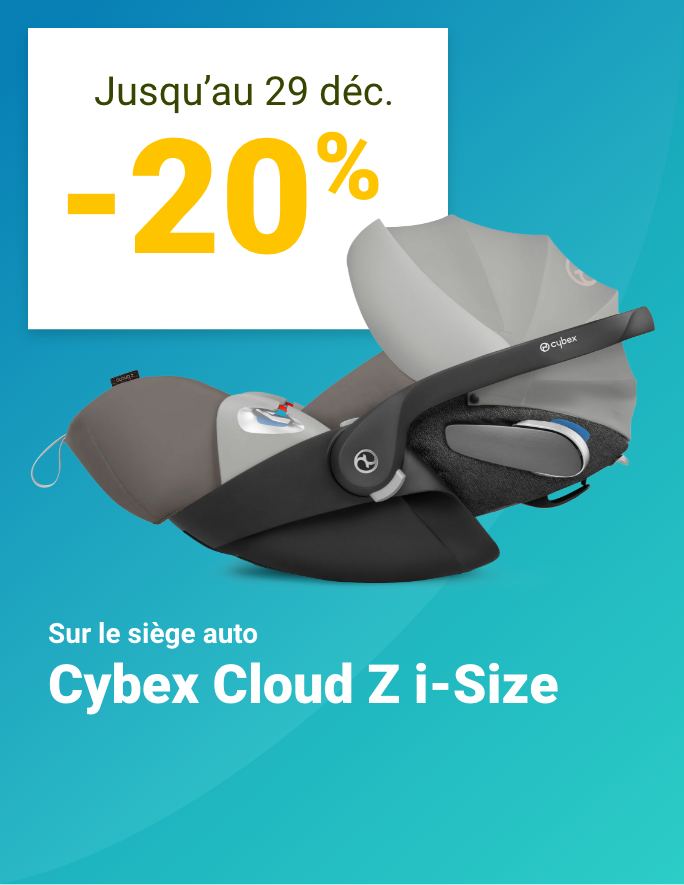 Jusqu’au 29 déc.
-20%
cybex
Sur le siège auto
Cybex Cloud Z i-Size